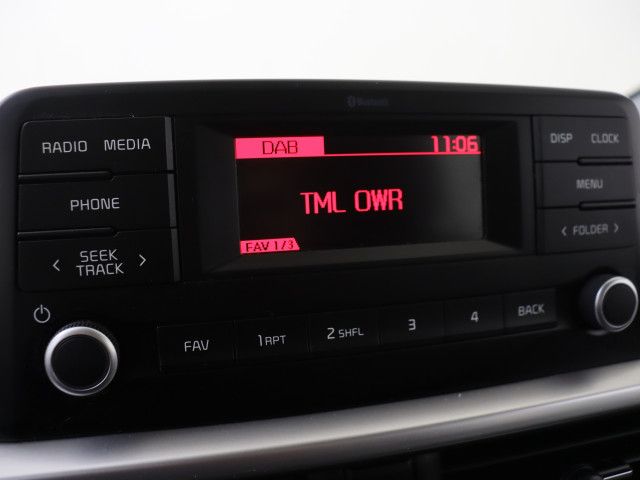 Bluetooth
RADIO MEDIA
DAB 11:06
DISP CLOCK
PHONE
TML OWR
MENU
< SEEK TRACK >
FAV 1/3
< FOLDER >
FAV 1 RPT 2 SHFL 3 4 BACK